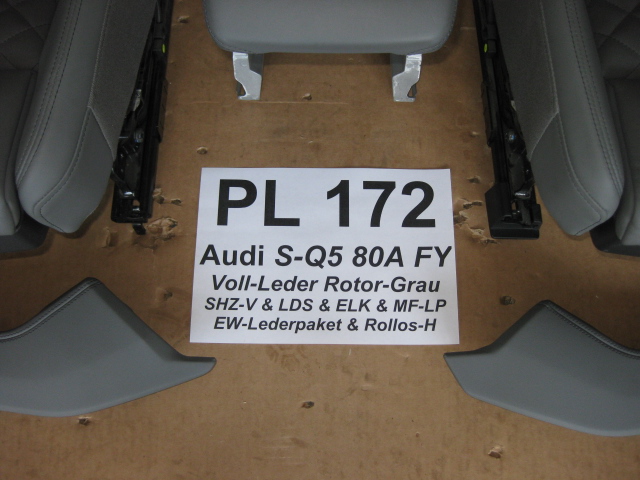 PL 172
Audi S-Q5 80A FY
Voll-Leder Rotor-Grau
SHZ-V & LDS & ELK & MF-LP
EW-Lederpaket & Rollos-H